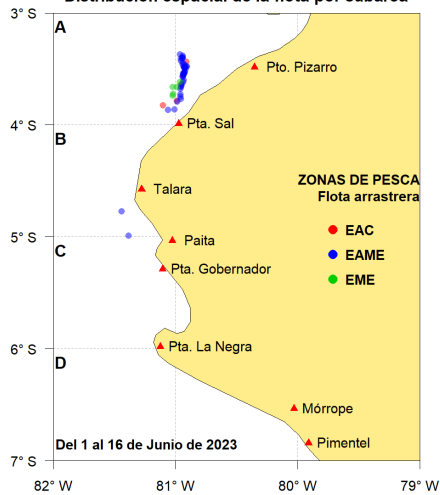 Distribución espacial de la flota por subárea
3° S
A
Pto. Pizarro
4° S
Pta. Sal
B
ZONAS DE PESCA
Flota arrastrera
Talara
EAC
5° S
Paita
C
EAME
Pta. Gobernador
EME
6° S
Pta. La Negra
D
Mórrope
Del 1 al 16 de Junio de 2023
Pimentel
7° S
82° W
81° W
80° W
79° W